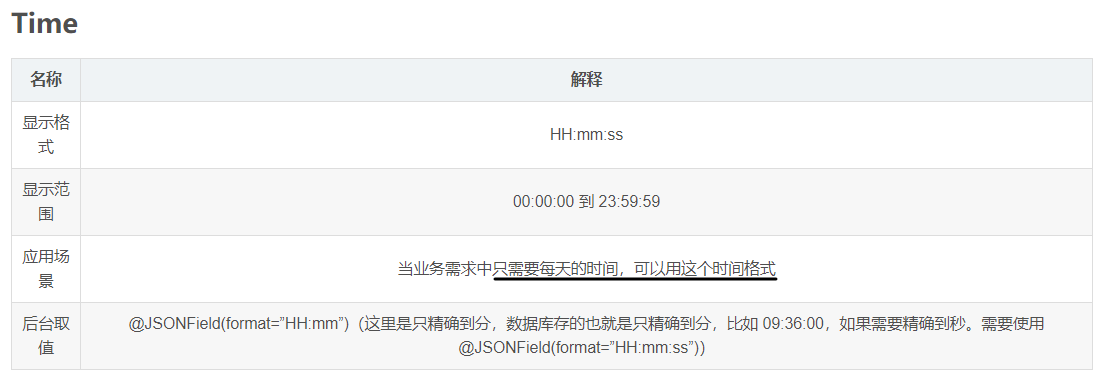 Time
名称
解释
显示格
式
HH:mm:ss
显示范
围
00:00:00 到 23:59:59
应用场
景
当业务需求中只需要每天的时间，可以用这个时间格式
后台取
值
@JSONField(format=”HH:mm”)（这里是只精确到分，数据库存的也就是只精确到分，比如 09:36:00，如果需要精确到秒。需要使用
@JSONField(format=”HH:mm:ss”))